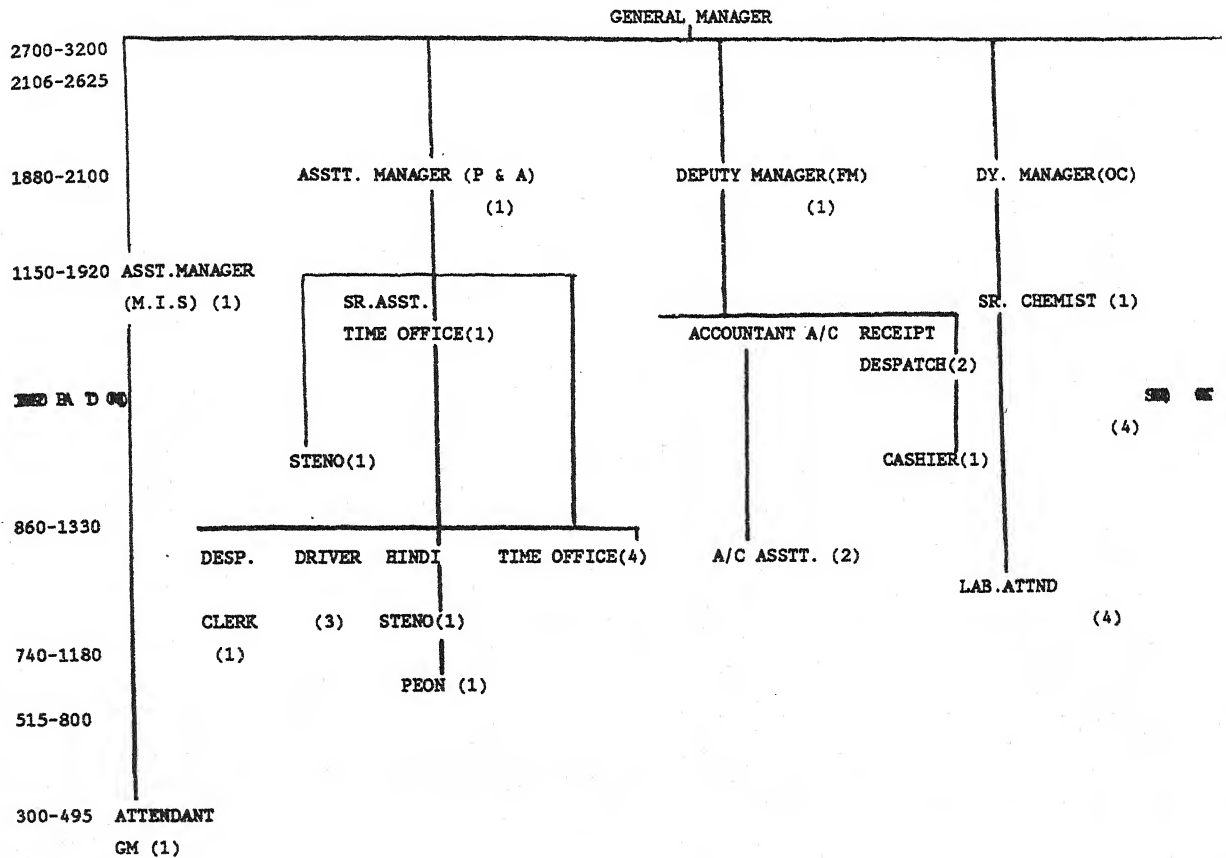 GENERAL MANAGER
2700-3200
2106-2625
1880-2100 ASSTT. MANAGER (P & A) DEPUTY MANAGER(FM) DY. MANAGER(OC)
(1) (1)
1150-1920 ASST.MANAGER
(M.I.S) (1) SR.ASST. SR. CHEMIST (1)
TIME OFFICE(1) ACCOUNTANT A/C RECEIPT
DESPATCH(2)
(4)
STENO(1) CASHIER(1)
860-1330
DESP. DRIVER HINDI TIME OFFICE(4) A/C ASSTT. (2)
LAB.ATTND
CLERK (3) STENO(1) (4)
740-1180 (1)
PEON (1)
515-800
300-495 ATTENDANT
GM (1)